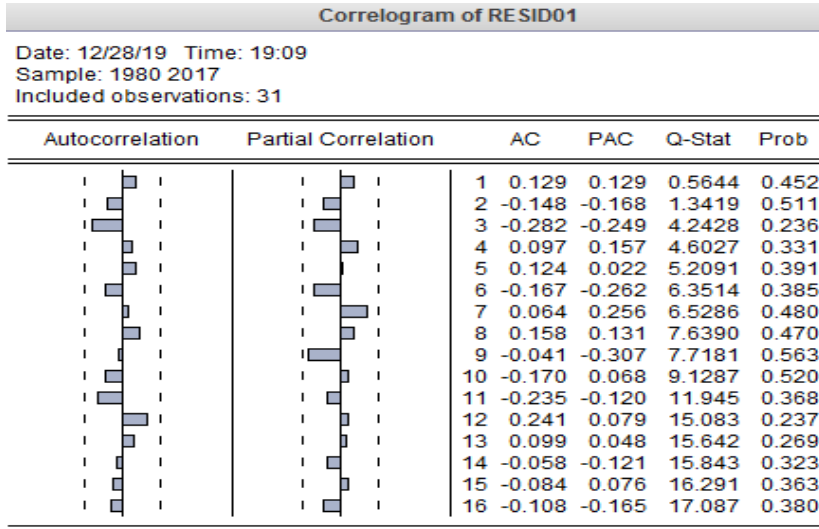 Correlogram of RESID01
Date: 12/28/19 Time: 19:09
Sample: 1980 2017
Included observations: 31
Autocorrelation Partial Correlation AC PAC Q-Stat Prob
1 0.129 0.129 0.5644 0.452
2 -0.148 -0.168 1.3419 0.511
3 -0.282 -0.249 4.2428 0.236
4 0.097 0.157 4.6027 0.331
5 0.124 0.022 5.2091 0.391
6 -0.167 -0.262 6.3514 0.385
7 0.064 0.256 6.5286 0.480
8 0.158 0.131 7.6390 0.470
9 -0.041 -0.307 7.7181 0.563
10 -0.170 0.068 9.1287 0.520
11 -0.235 -0.120 11.945 0.368
12 0.241 0.079 15.083 0.237
13 0.099 0.048 15.642 0.269
14 -0.058 -0.121 15.843 0.323
15 -0.084 0.076 16.291 0.363
16 -0.108 -0.165 17.087 0.380